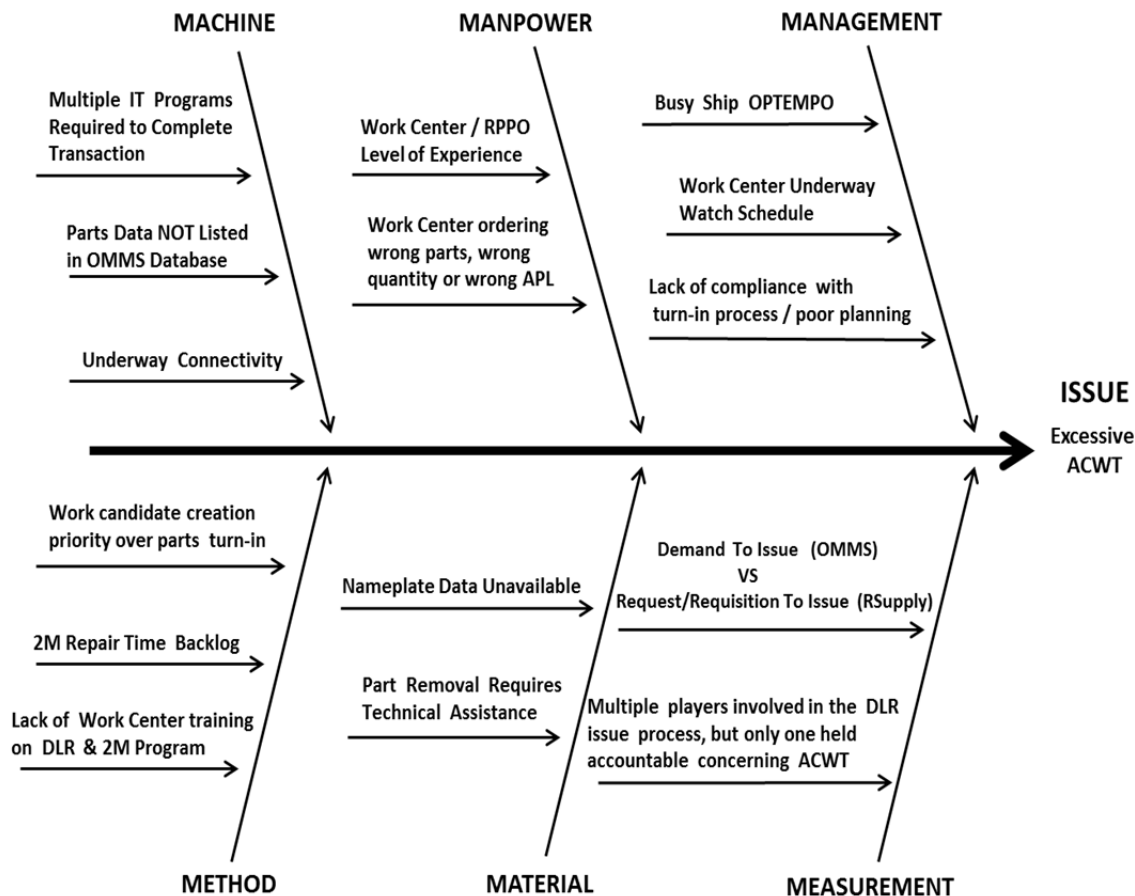 MACHINE
MANPOWER
MANAGEMENT
Multiple IT Programs
Required to Complete
Transaction
Parts Data NOT Listed
in OMMS Database
Underway Connectivity
Work Center / RPPO
Level of Experience
Work Center ordering
wrong parts, wrong
quantity or wrong APL
Busy Ship OPTEMPO
Work Center Underway
Watch Schedule
Lack of compliance with
turn-in process / poor planning
ISSUE
Excessive
ACWT
Work candidate creation
priority over parts turn-in
2M Repair Time Backlog
Lack of Work Center training
on DLR & 2M Program
Nameplate Data Unavailable
Part Removal Requires
Technical Assistance
Demand To Issue (OMMS)
VS
Request/Requisition To Issue (RSupply)
Multiple players involved in the DLR
issue process, but only one held
accountable concerning ACWT
METHOD
MATERIAL
MEASUREMENT